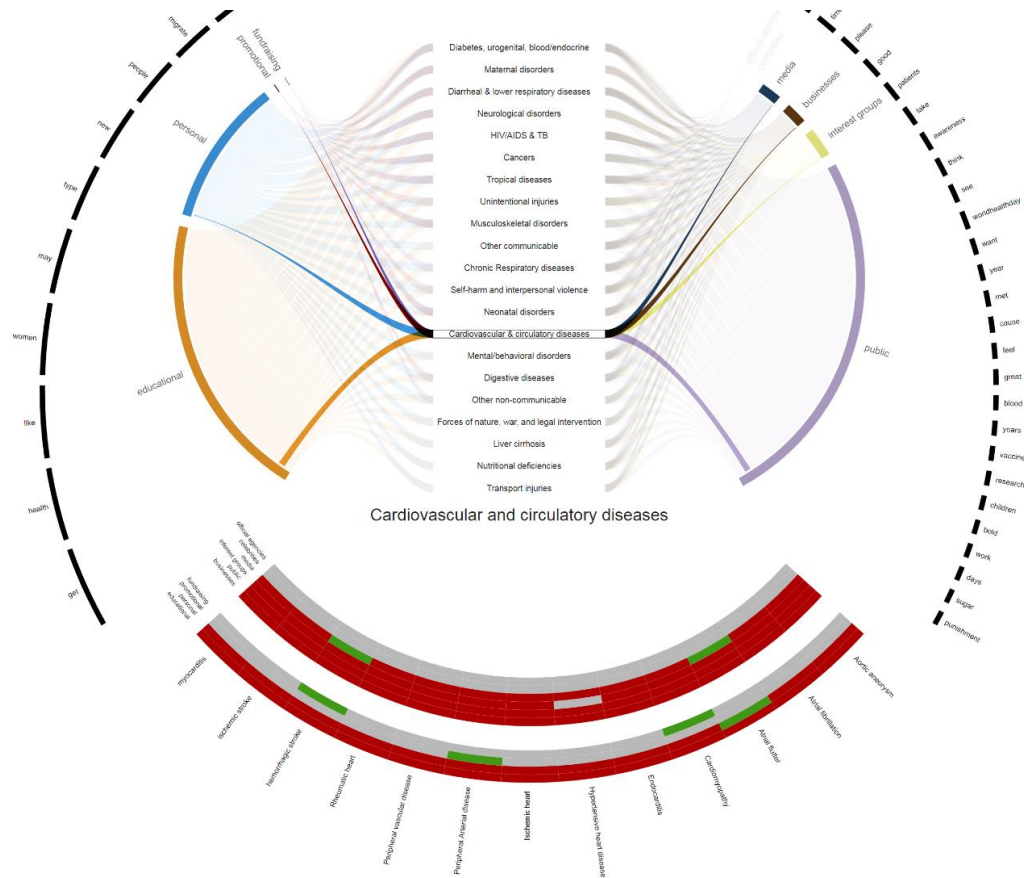 migrate
people
new
type
may
women
like
health
get
fundraising
promotional
personal
educational
Diabetes, urogenital, blood/endocrine
Maternal disorders
Diarrheal & lower respiratory diseases
Neurological disorders
HIV/AIDS & TB
Cancers
Tropical diseases
Unintentional injuries
Musculoskeletal disorders
Other communicable
Chronic Respiratory diseases
Self-harm and interpersonal violence
Neonatal disorders
Cardiovascular & circulatory diseases
Mental/behavioral disorders
Digestive diseases
Other non-communicable
Forces of nature, war, and legal intervention
Liver cirrhosis
Nutritional deficiencies
Transport injuries
celebrities
media
businesses
interest groups
public
please
good
patients
take
awareness
think
see
worldhealthday
want
year
met
cause
feel
great
blood
years
vaccine
research
children
bold
work
days
sugar
punishment
Cardiovascular and circulatory diseases
official agencies
celebrities
media
interest groups
public
businesses
fundraising
promotional
personal
educational
myocarditis
Ischemic stroke
hemorrhagic stroke
Rheumatic heart
Peripheral vascular disease
Peripheral Arterial disease
Ischemic heart
Hypertensive heart disease
Endocarditis
Cardiomyopathy
Atrial flutter
Atrial fibrillation
Aortic aneurysm